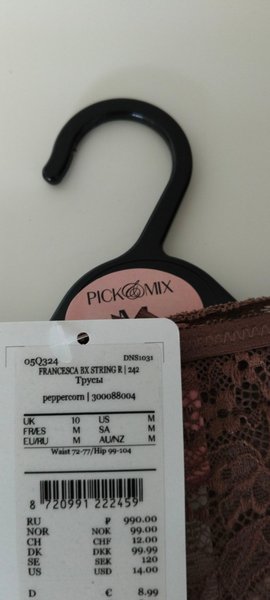 PICK&MIX
05Q324 DNS1031
FRANCESCA BX STRING R | 242
Трусы
peppercorn | 300088004
UK 10 US M
FR/ES M SA M
EU/RU M AU/NZ M
Waist 72-77/Hip 99-104
8 720991 222459
RU ₽ 990.00
NOR NOK 99.00
CH CHF 12.00
DK DKK 99.99
SE SEK 120
US USD 14.00
D € 8.99